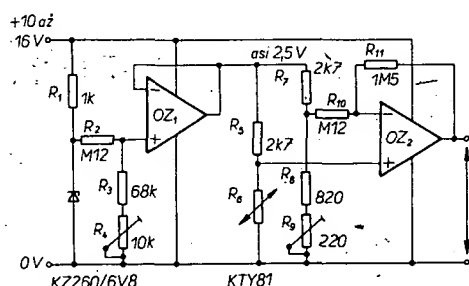 +10 až
16 V
R1
1k
R2
M12
R3
68k
R4
10k
OZ1
asi 2,5 V
R5
2k7
R6
R7
2k7
R10
M12
R11
1M5
OZ2
R8
820
R9
220
0 V
KZ260/6V8
KTY81